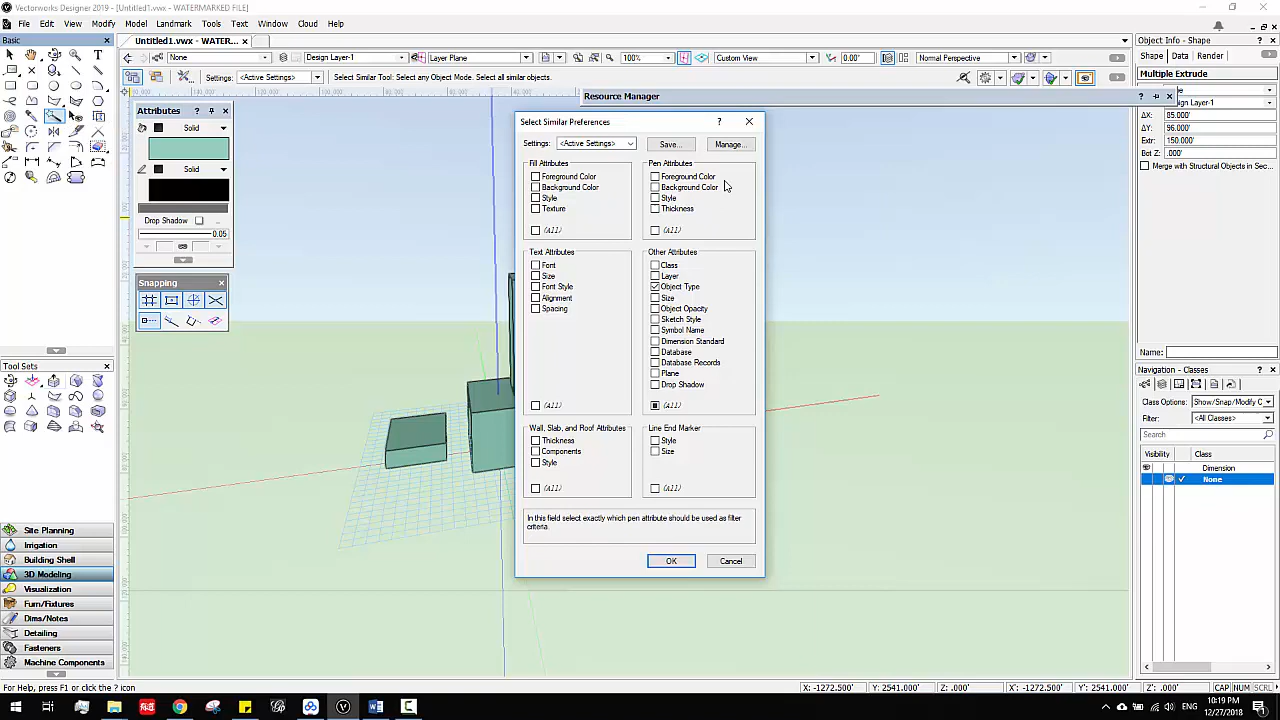 Vectorworks Designer 2019 - [Untitled1.vwx - WATERMARKED FILE]
File Edit View Modify Model Landmark Tools Text Window Cloud Help
Basic
Untitled1.vwx - WATER...
None
Design Layer-1
Layer Plane
100%
Custom View
0.00°
Normal Perspective
Settings: <Active Settings>
Select Similar Tool: Select any Object Mode. Select all similar objects.
Attributes
Solid
Solid
Drop Shadow
0.05
Snapping
Tool Sets
Site Planning
Irrigation
Building Shell
3D Modeling
Visualization
Furn/Fixtures
Dims/Notes
Detailing
Fasteners
Machine Components
Resource Manager
Select Similar Preferences
Settings: <Active Settings> Save... Manage...
Fill Attributes
Foreground Color
Background Color
Style
Texture
(All)
Pen Attributes
Foreground Color
Background Color
Style
Thickness
(All)
Text Attributes
Font
Size
Font Style
Alignment
Spacing
(All)
Other Attributes
Class
Layer
Object Type
Size
Object Opacity
Sketch Style
Symbol Name
Dimension Standard
Database
Database Records
Plane
Drop Shadow
(All)
Wall, Slab, and Roof Attributes
Thickness
Components
Style
(All)
Line End Marker
Style
Size
(All)
In this field select exactly which pen attribute should be used as filter
criteria.
OK Cancel
Object Info - Shape
Shape Data Render
Multiple Extrude
ign Layer-1
ΔX: 85.000'
ΔY: 96.000'
Extr: 150.000'
Bot Z: .000'
Merge with Structural Objects in Sec...
Name:
Navigation - Classes
Class Options: Show/Snap/Modify C
Filter: <All Classes>
Search
Visibility Class
Dimension
None
For Help, press F1 or click the ? icon
X: -1272.500' Y: 2541.000' Z: .000' X': -1272.500' Y': 2541.000' Z': .000' CAP NUM SCRL
10:19 PM
12/27/2018